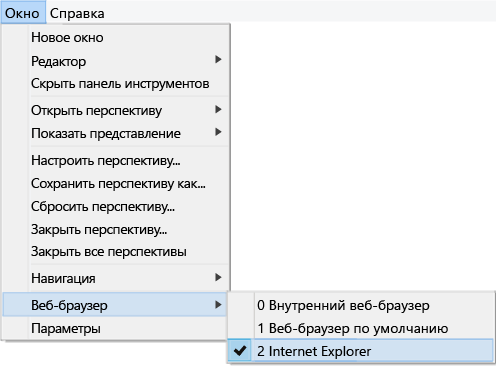 Окно Справка
Новое окно
Редактор
Скрыть панель инструментов
Открыть перспективу
Показать представление
Настроить перспективу...
Сохранить перспективу как...
Сбросить перспективу...
Закрыть перспективу...
Закрыть все перспективы
Навигация
Веб-браузер
0 Внутренний веб-браузер
Параметры
1 Веб-браузер по умолчанию
2 Internet Explorer